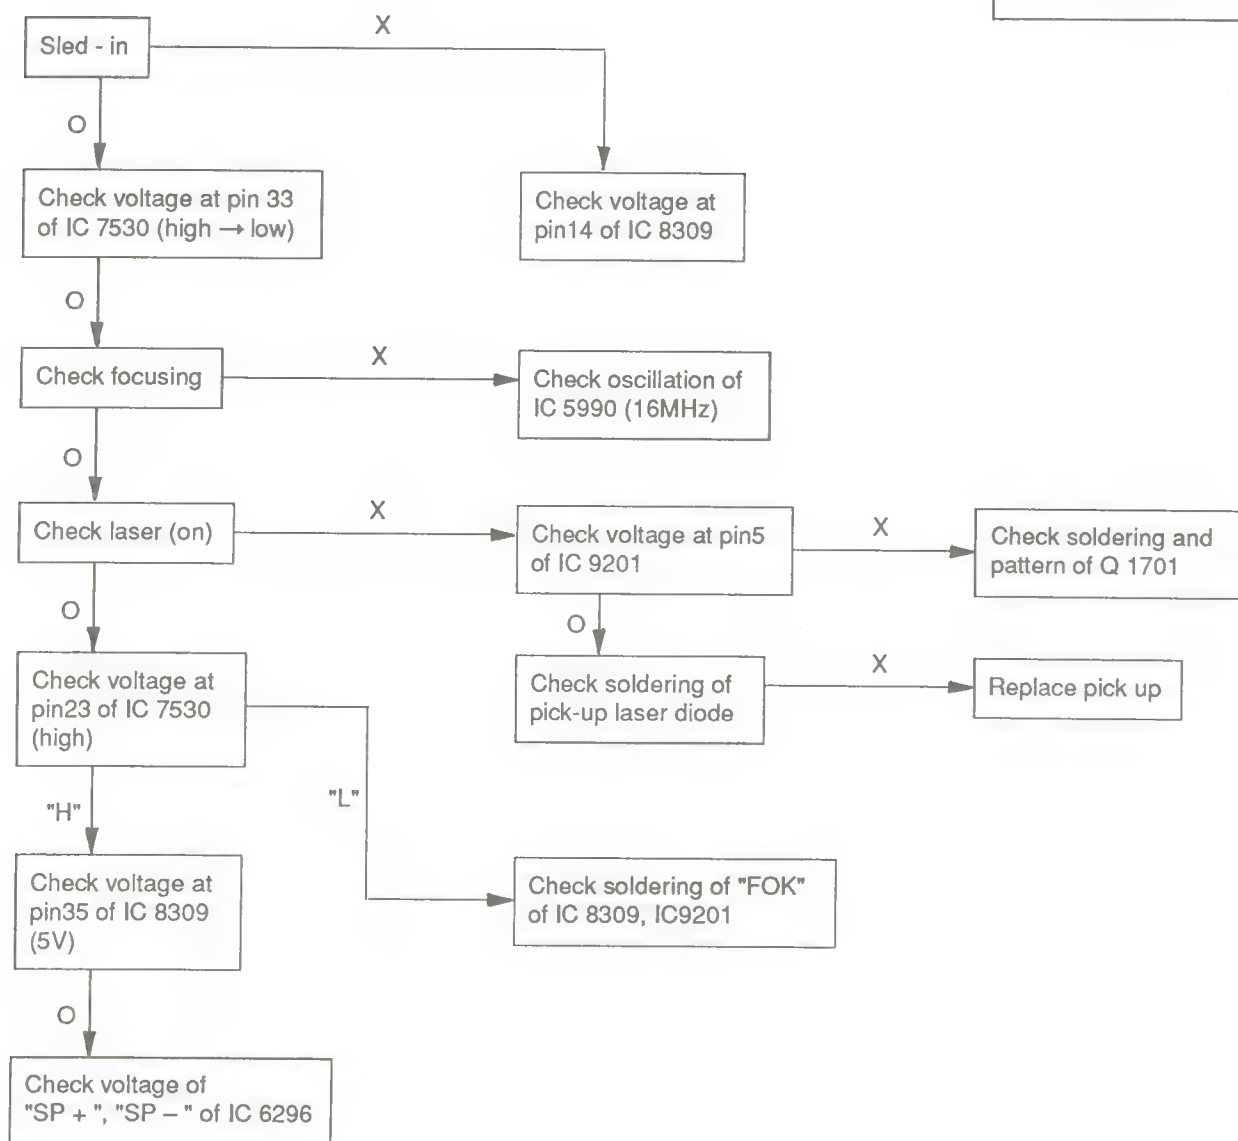 X
Sled - in
O
Check voltage at pin 33
of IC 7530 (high → low)
Check voltage at
pin14 of IC 8309
O
Check focusing
X
Check oscillation of
IC 5990 (16MHz)
O
Check laser (on)
X
Check voltage at pin5
of IC 9201
X
Check soldering and
pattern of Q 1701
O
O
Check voltage at
pin23 of IC 7530
(high)
Check soldering of
pick-up laser diode
X
Replace pick up
"H"
"L"
Check voltage at
pin35 of IC 8309
(5V)
Check soldering of "FOK"
of IC 8309, IC9201
O
Check voltage of
"SP + ", "SP – " of IC 6296